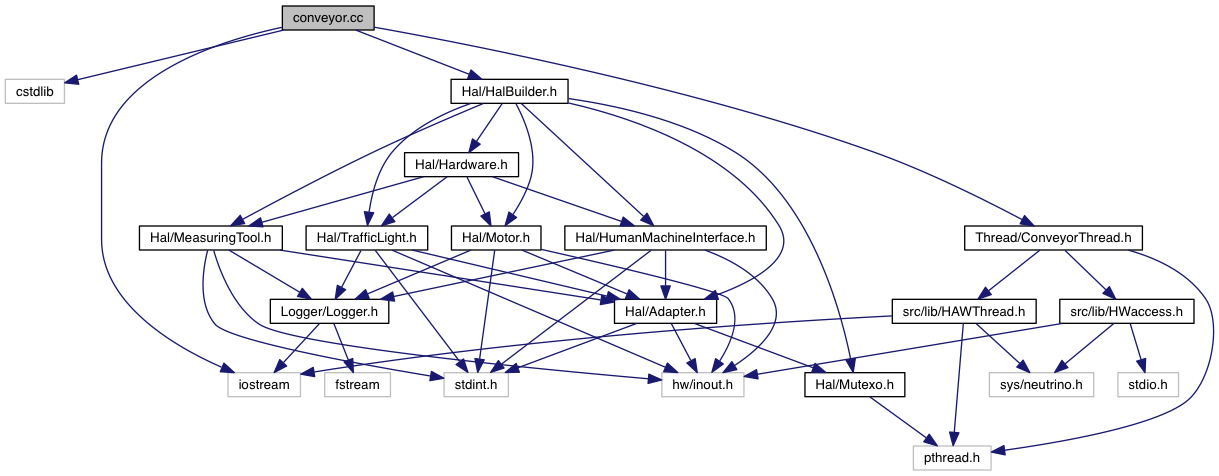 conveyor.cc
cstdlib
Hal/HalBuilder.h
Hal/Hardware.h
Hal/MeasuringTool.h
Hal/TrafficLight.h
Hal/Motor.h
Hal/HumanMachineInterface.h
Thread/ConveyorThread.h
Logger/Logger.h
Hal/Adapter.h
src/lib/HAWThread.h
src/lib/HWaccess.h
iostream
fstream
stdint.h
hw/inout.h
Hal/Mutexo.h
sys/neutrino.h
stdio.h
pthread.h